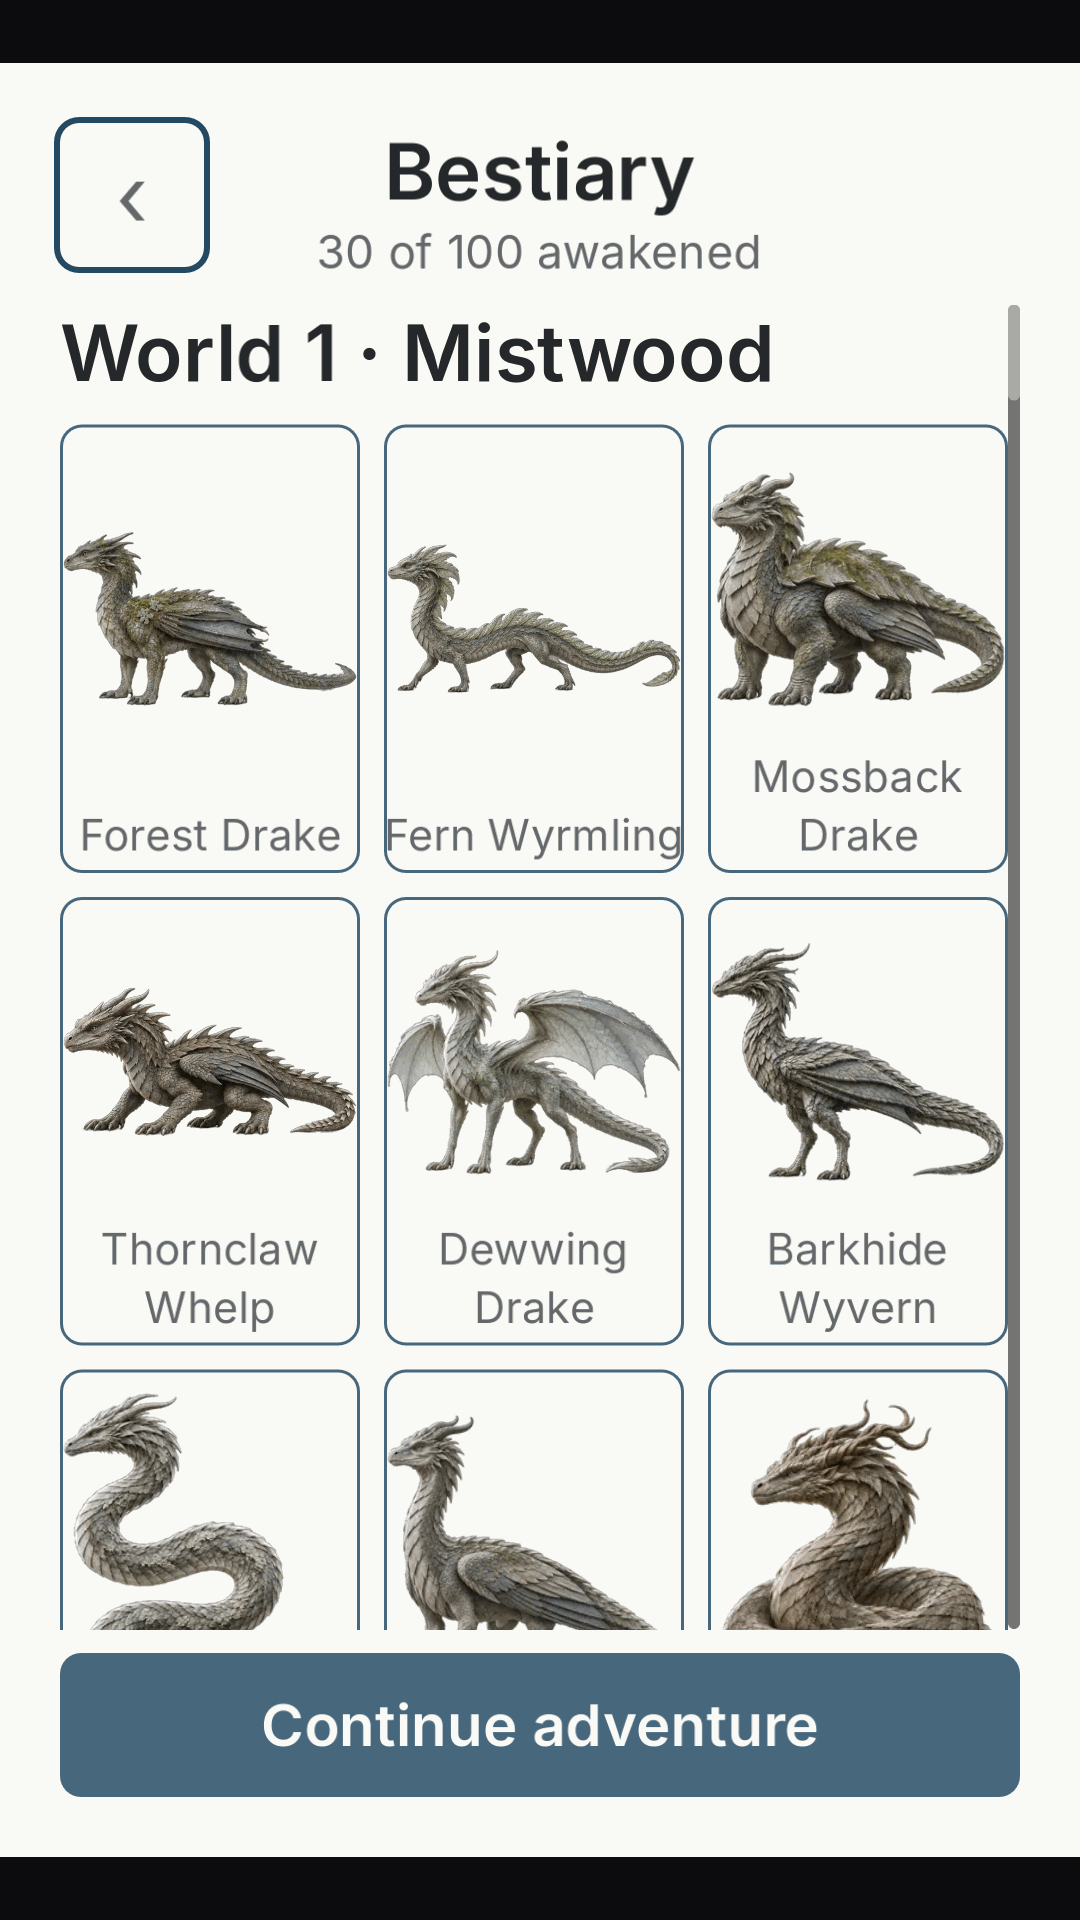 ‹
Bestiary
30 of 100 awakened
World 1 · Mistwood
Forest Drake
Fern Wyrmling
Mossback
Drake
Thornclaw
Whelp
Dewwing
Drake
Barkhide
Wyvern
Continue adventure